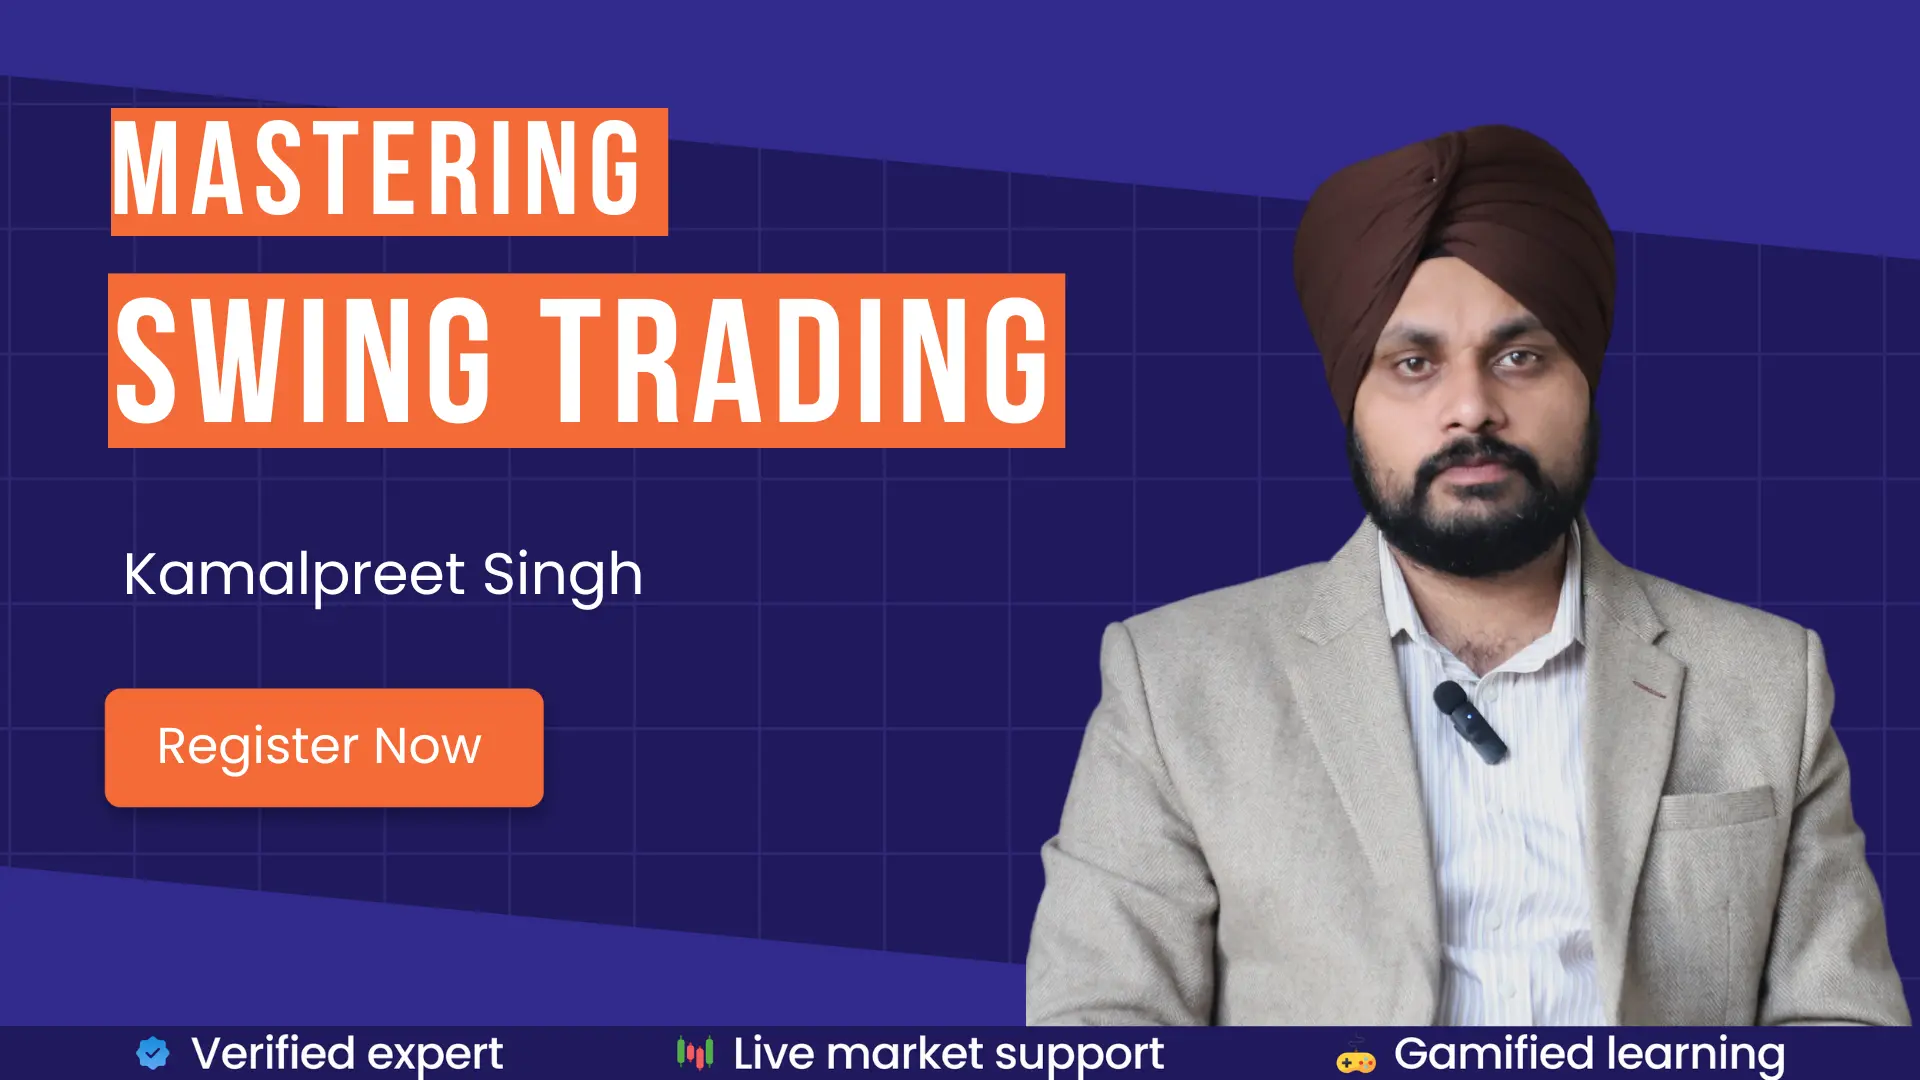 MASTERING
SWING TRADING
Kamalpreet Singh
Register Now
Verified expert
Live market support
Gamified learning